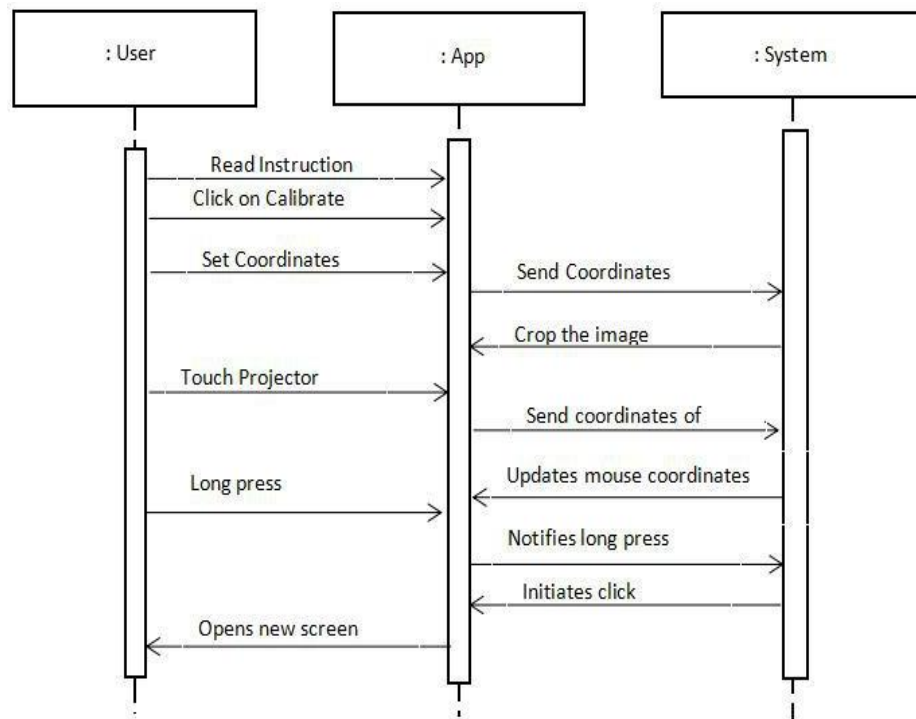 : User
: App
: System
Read Instruction
Click on Calibrate
Set Coordinates
Send Coordinates
Crop the image
Touch Projector
Send coordinates of
Updates mouse coordinates
Long press
Notifies long press
Initiates click
Opens new screen